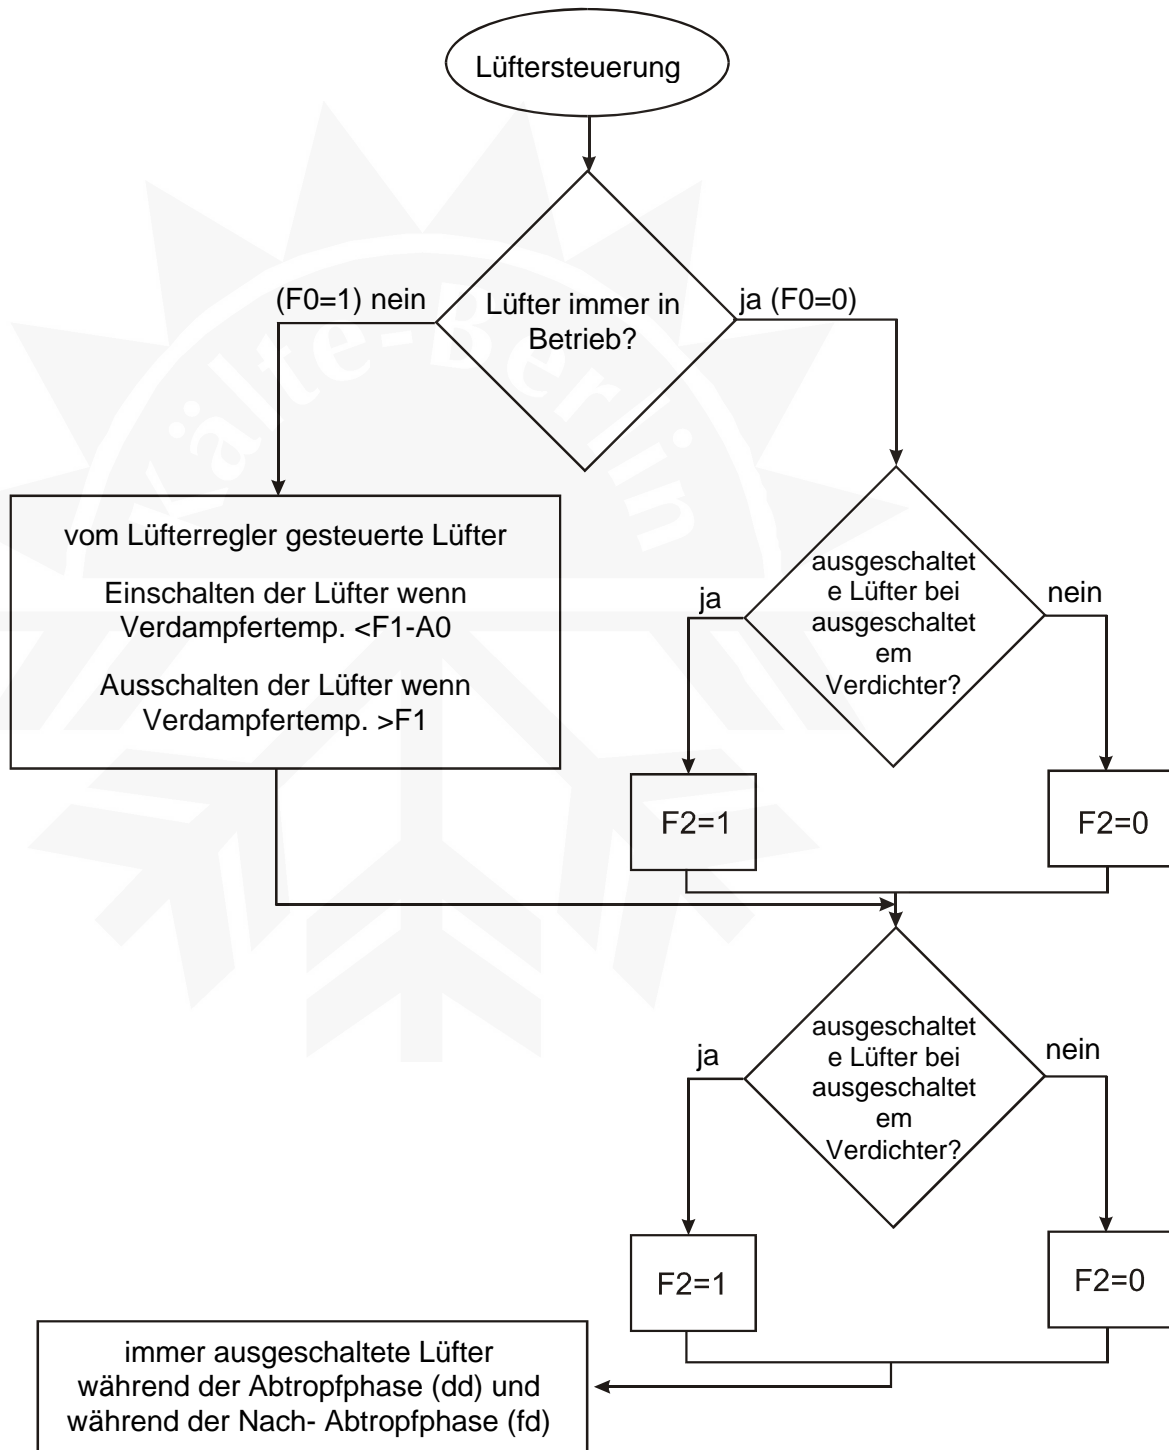 Lüftersteuerung
(F0=1) nein
Lüfter immer in
Betrieb?
ja (F0=0)
Kälte-Berlin
vom Lüfterregler gesteuerte Lüfter
Einschalten der Lüfter wenn
Verdampfertemp. <F1-A0
Ausschalten der Lüfter wenn
Verdampfertemp. >F1
ja
ausgeschaltet
e Lüfter bei
ausgeschaltet
em
Verdichter?
nein
F2=1
F2=0
ja
ausgeschaltet
e Lüfter bei
ausgeschaltet
em
Verdichter?
nein
F2=1
F2=0
immer ausgeschaltete Lüfter
während der Abtropfphase (dd) und
während der Nach- Abtropfphase (fd)